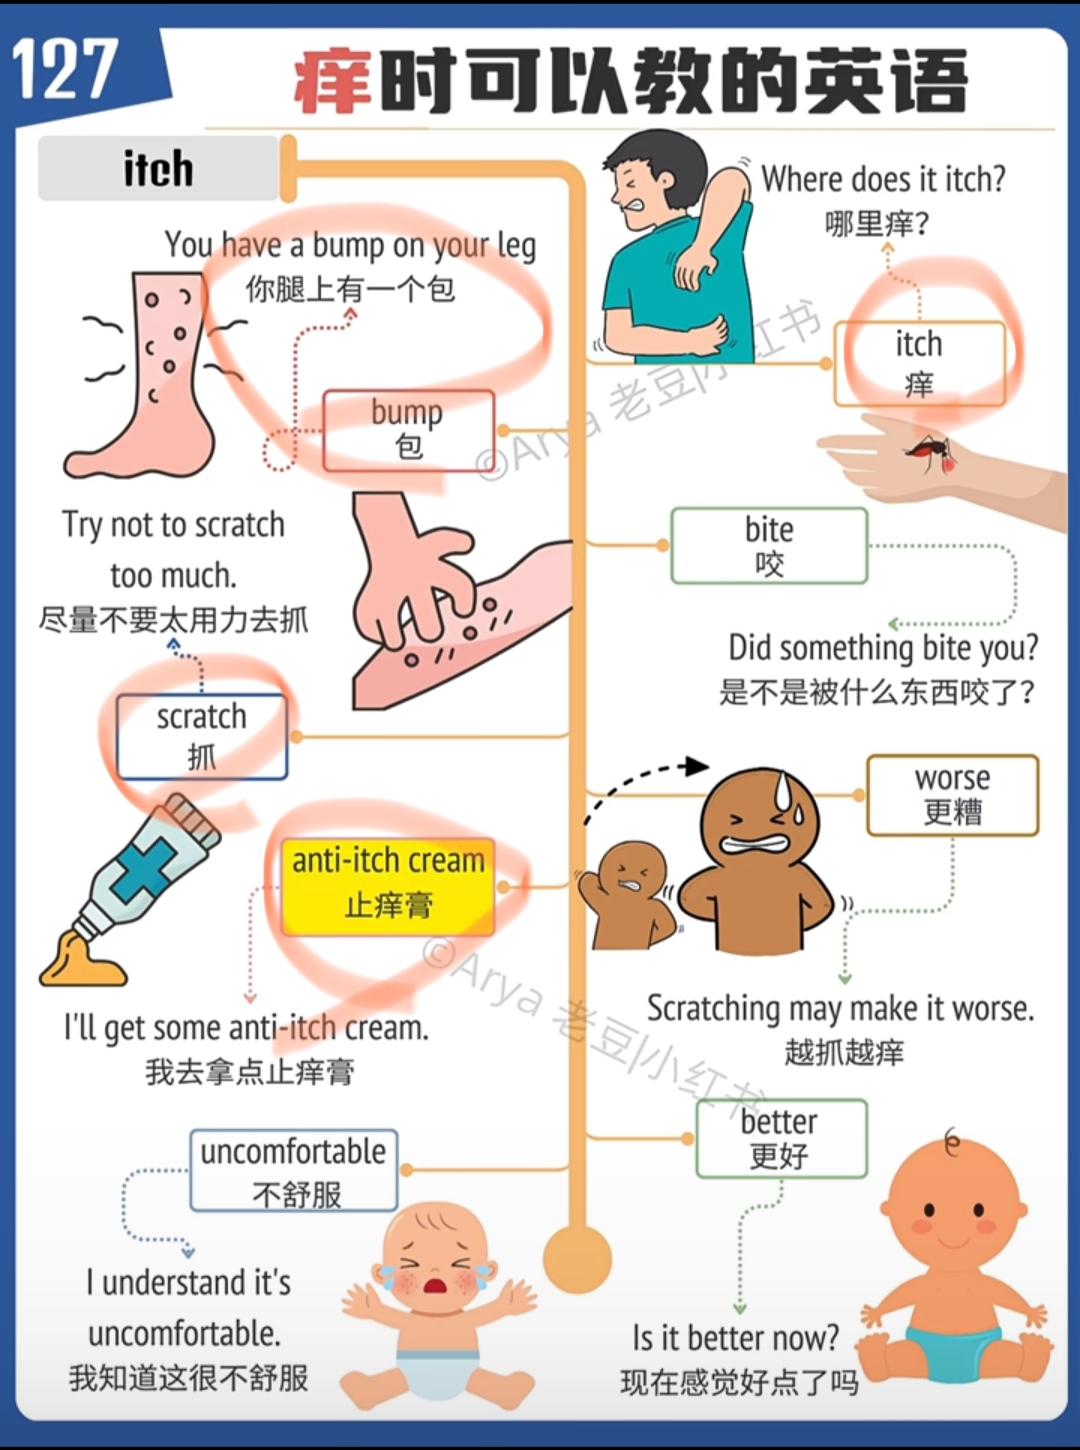 127
痒时可以教的英语
itch
Where does it itch?
哪里痒?
itch
痒
You have a bump on your leg
你腿上有一个包
bump
包
bite
咬
Did something bite you?
是不是被什么东西咬了?
Try not to scratch
too much.
尽量不要太用力去抓
scratch
抓
worse
更糟
Scratching may make it worse.
越抓越痒
anti-itch cream
止痒膏
I'll get some anti-itch cream.
我去拿点止痒膏
better
更好
Is it better now?
现在感觉好点了吗
uncomfortable
不舒服
I understand it's
uncomfortable.
我知道这很不舒服
©Arya 老豆|小红书
©Arya 老豆|小红书